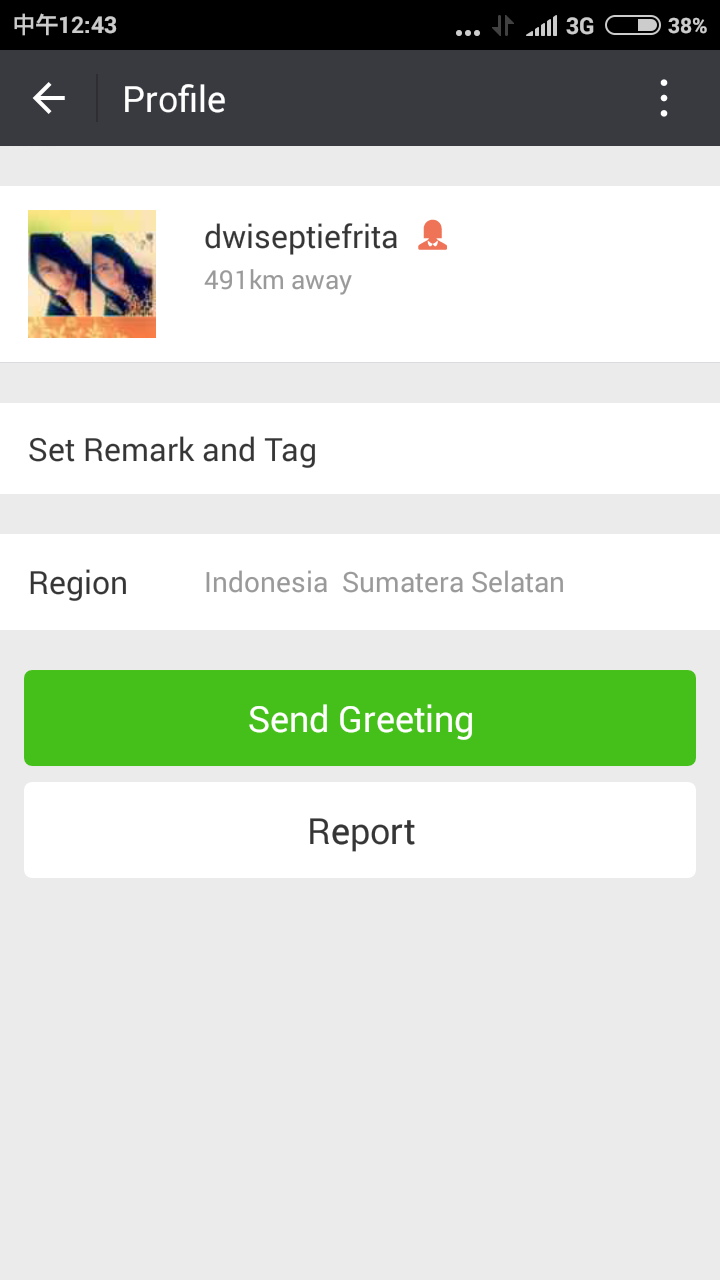 中午12:43 3G 38%
Profile
dwiseptiefrita
491km away
Set Remark and Tag
Region Indonesia Sumatera Selatan
Send Greeting
Report